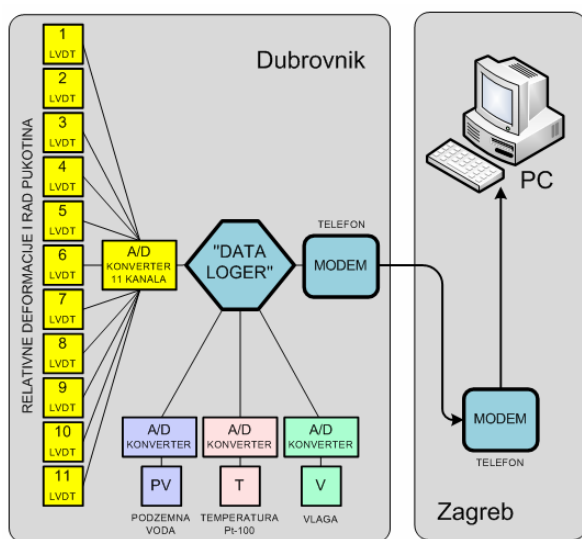 Dubrovnik
RELATIVNE DEFORMACIJE I RAD PUKOTINA
1
LVDT
2
LVDT
3
LVDT
4
LVDT
5
LVDT
6
LVDT
7
LVDT
8
LVDT
9
LVDT
10
LVDT
11
LVDT
A/D
KONVERTER
11 KANALA
"DATA
LOGER"
TELEFON
MODEM
A/D
KONVERTER
PV
PODZEMNA
VODA
A/D
KONVERTER
T
TEMPERATURA
Pt-100
A/D
KONVERTER
V
VLAGA
PC
MODEM
TELEFON
Zagreb